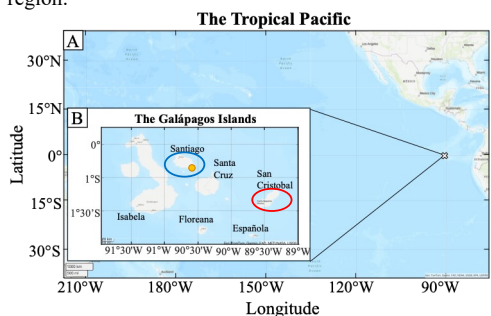 region.
The Tropical Pacific
A
30°N
15°N
0°
15°S
30°S
Latitude
B
The Galápagos Islands
0°
1°S
1°30'S
Santiago
Santa
Cruz
San
Cristobal
Isabela
Floreana
Española
91°30'W 91°W 90°30'W 90°W 89°30'W 89°W
MÉXICO
210°W 180°W 150°W 120°W 90°W
Longitude